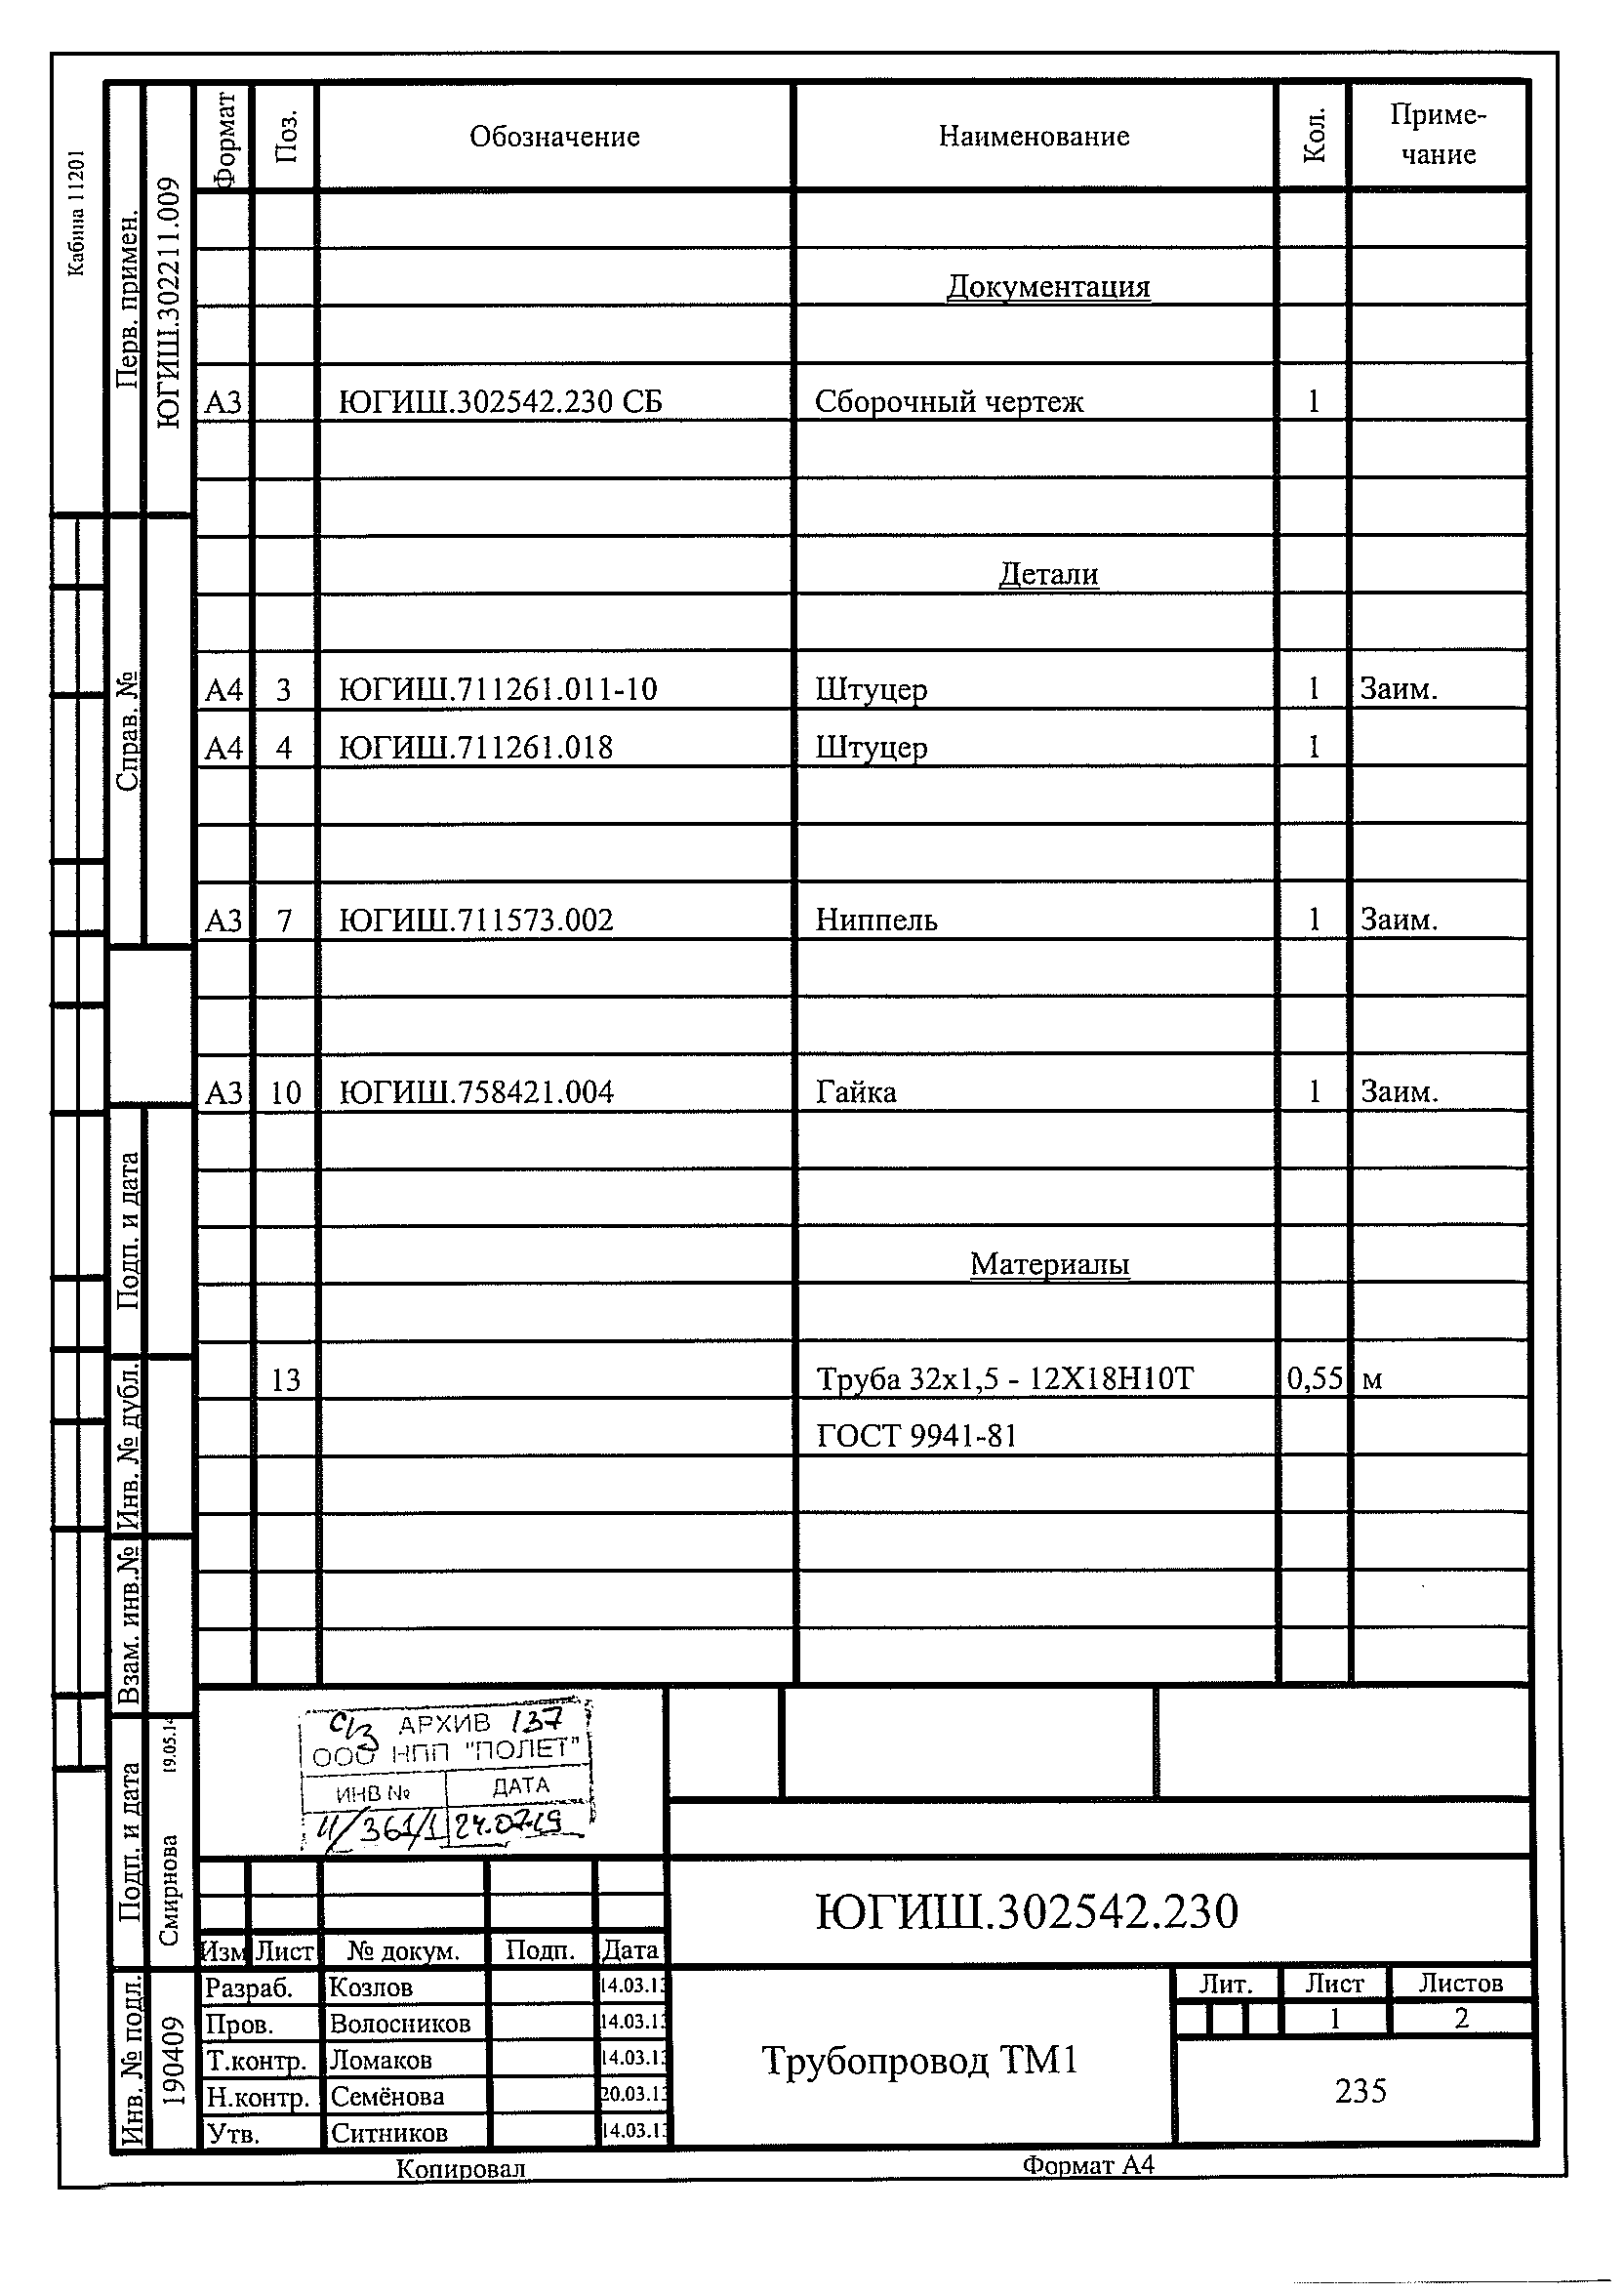 Кабина 11201
Перв. примен.
ЮГИШ.302211.009
Справ. №
Подп. и дата
Инв. № дубл.
Взам. инв.№
Подп. и дата
Смирнова 19.05.14
Инв. № подл.
190409
Формат Поз. Обозначение Наименование Кол. Приме-
чание
Документация
А3 ЮГИШ.302542.230 СБ Сборочный чертеж 1
Детали
А4 3 ЮГИШ.711261.011-10 Штуцер 1 Заим.
А4 4 ЮГИШ.711261.018 Штуцер 1
А3 7 ЮГИШ.711573.002 Ниппель 1 Заим.
А3 10 ЮГИШ.758421.004 Гайка 1 Заим.
Материалы
13 Труба 32х1,5 - 12Х18Н10Т 0,55 м
ГОСТ 9941-81
АРХИВ 137
ООО НПП "ПОЛЕТ"
ИНВ № ДАТА
И/361/1 24.07.19
ЮГИШ.302542.230
Изм Лист № докум. Подп. Дата
Разраб. Козлов 14.03.13
Пров. Волосников 14.03.13
Т.контр. Ломаков 14.03.13
Н.контр. Семёнова 20.03.13
Утв. Ситников 14.03.13
Трубопровод ТМ1
Лит. Лист Листов
1 2
235
Копировал Формат А4